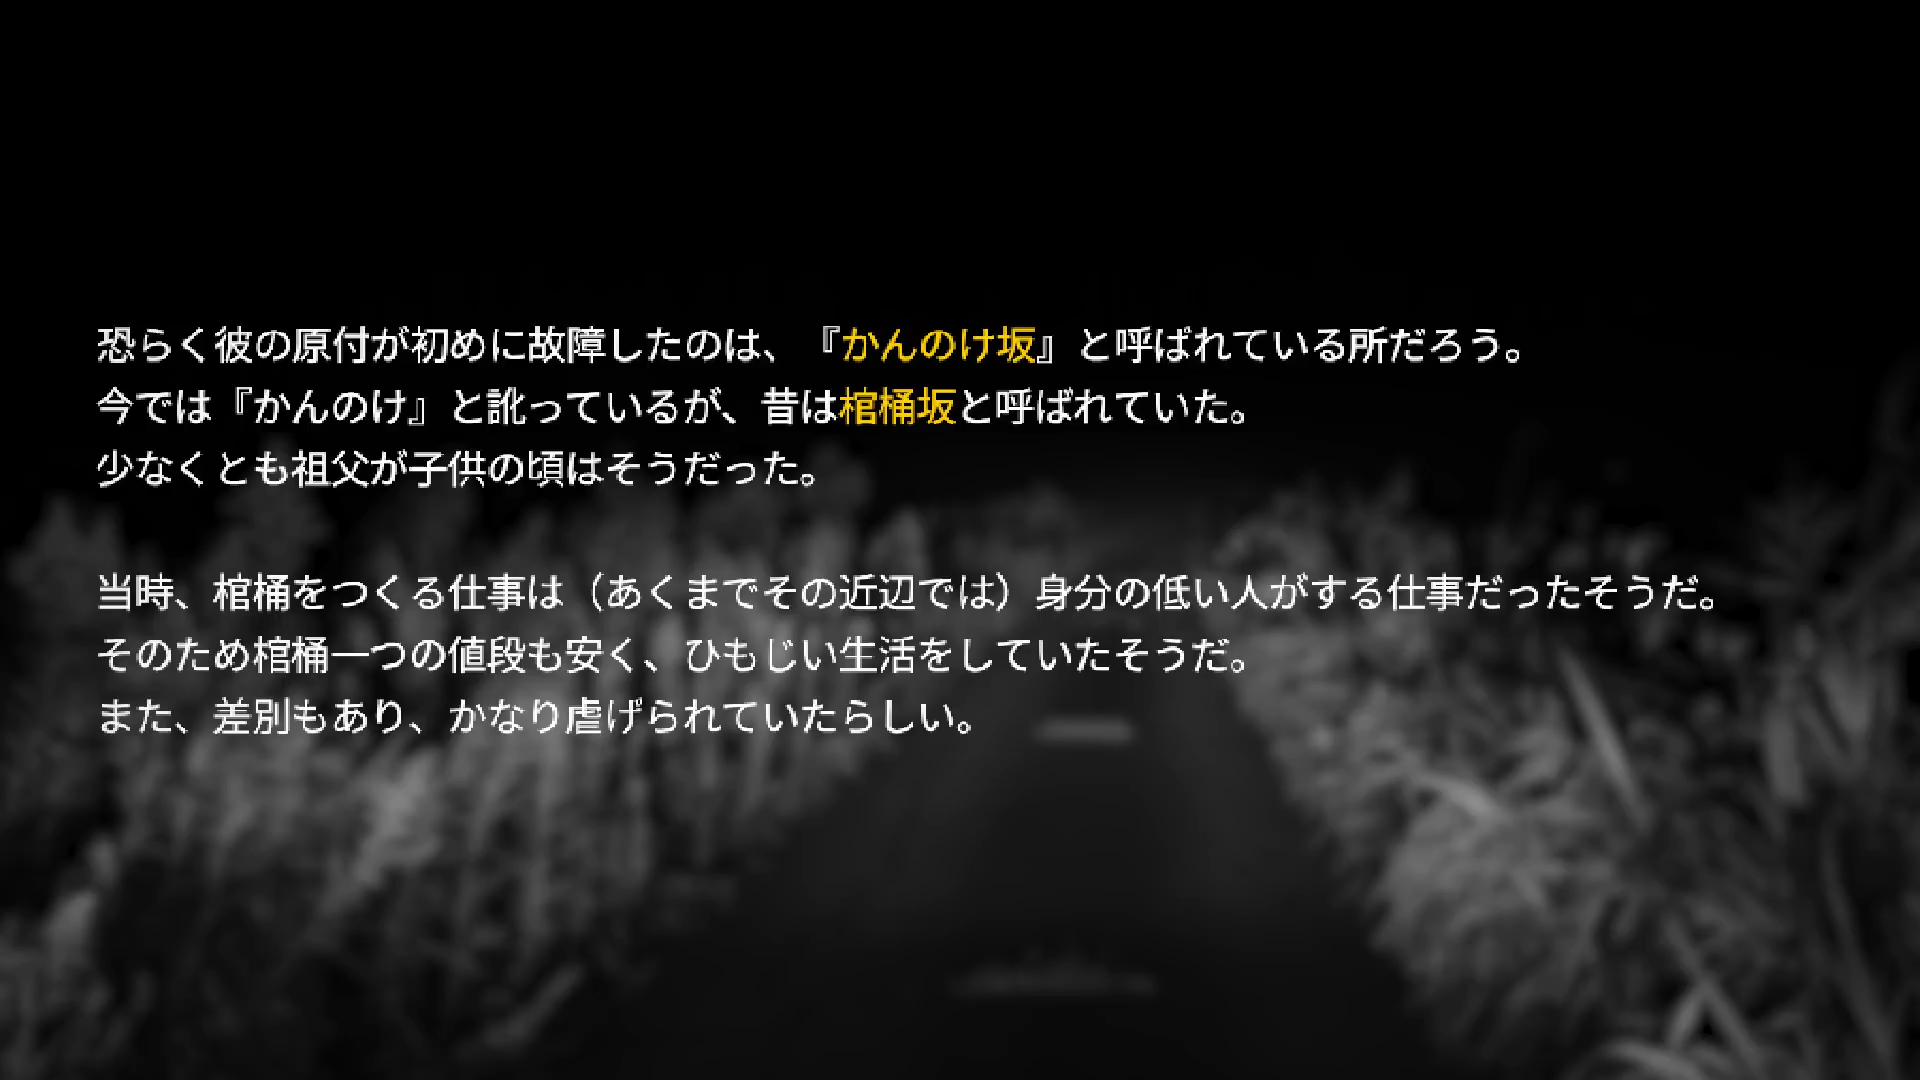 恐らく彼の原付が初めに故障したのは、『かんのけ坂』と呼ばれている所だろう。
今では『かんのけ』と訛っているが、昔は棺桶坂と呼ばれていた。
少なくとも祖父が子供の頃はそうだった。
当時、棺桶をつくる仕事は（あくまでその近辺では）身分の低い人がする仕事だったそうだ。
そのため棺桶一つの値段も安く、ひもじい生活をしていたそうだ。
また、差別もあり、かなり虐げられていたらしい。